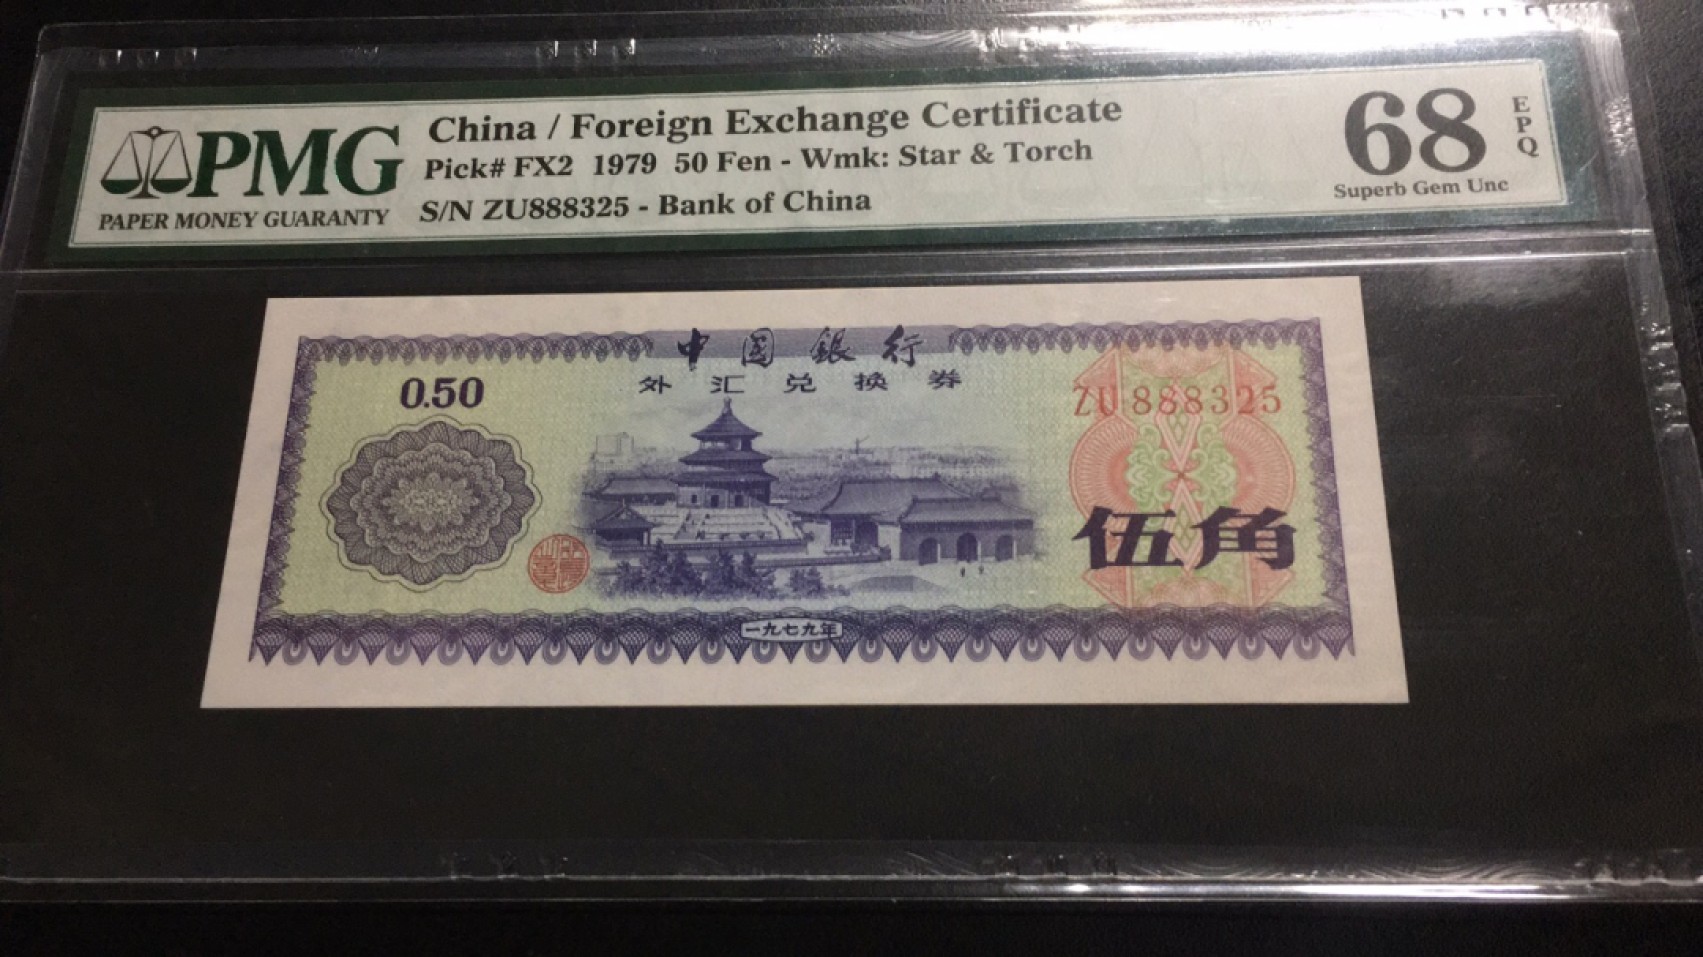 PMG
PAPER MONEY GUARANTY
China / Foreign Exchange Certificate
Pick# FX2 1979 50 Fen - Wmk: Star & Torch
S/N ZU888325 - Bank of China
68
EPQ
Superb Gem Unc
中國銀行
外汇兑换券
0.50
ZU888325
伍角
一九七九年